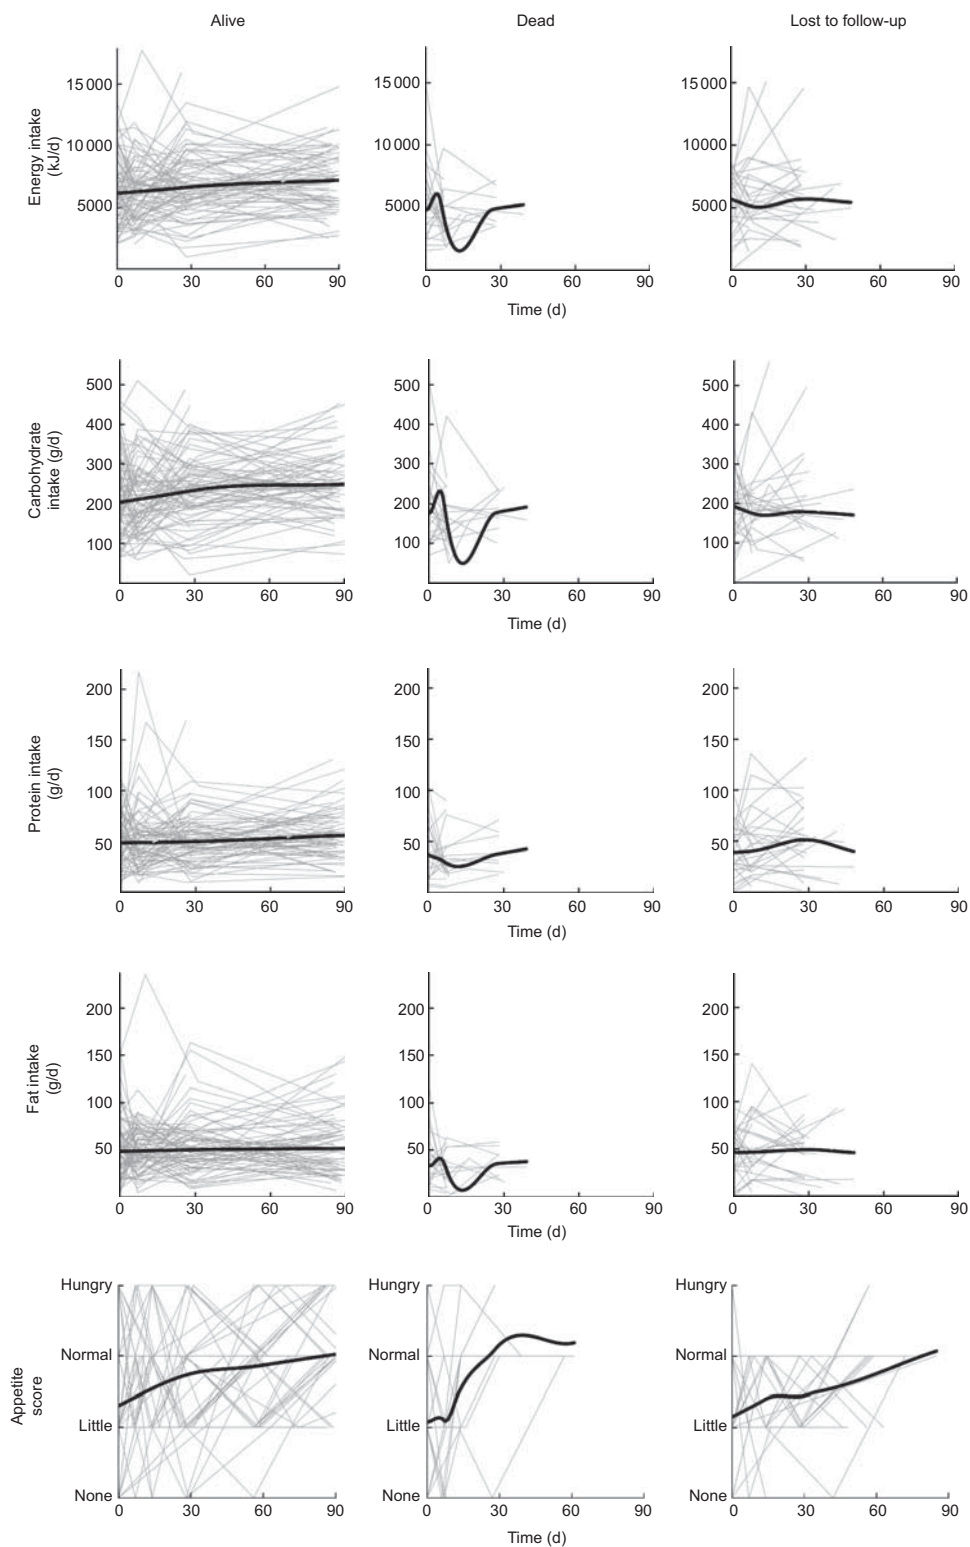 Alive Dead Lost to follow-up
Energy intake
(kJ/d)
15 000
10 000
5000
0 30 60 90
15 000
10 000
5000
0 30 60 90
15 000
10 000
5000
0 30 60 90
Time (d)
Carbohydrate
intake (g/d)
500
400
300
200
100
0 30 60 90
500
400
300
200
100
0 30 60 90
500
400
300
200
100
0 30 60 90
Time (d)
Protein intake
(g/d)
200
150
100
50
0 30 60 90
200
150
100
50
0 30 60 90
200
150
100
50
0 30 60 90
Time (d)
Fat intake
(g/d)
200
150
100
50
0 30 60 90
200
150
100
50
0 30 60 90
200
150
100
50
0 30 60 90
Time (d)
Appetite
score
Hungry
Normal
Little
None
0 30 60 90
Hungry
Normal
Little
None
0 30 60 90
Hungry
Normal
Little
None
0 30 60 90
Time (d)